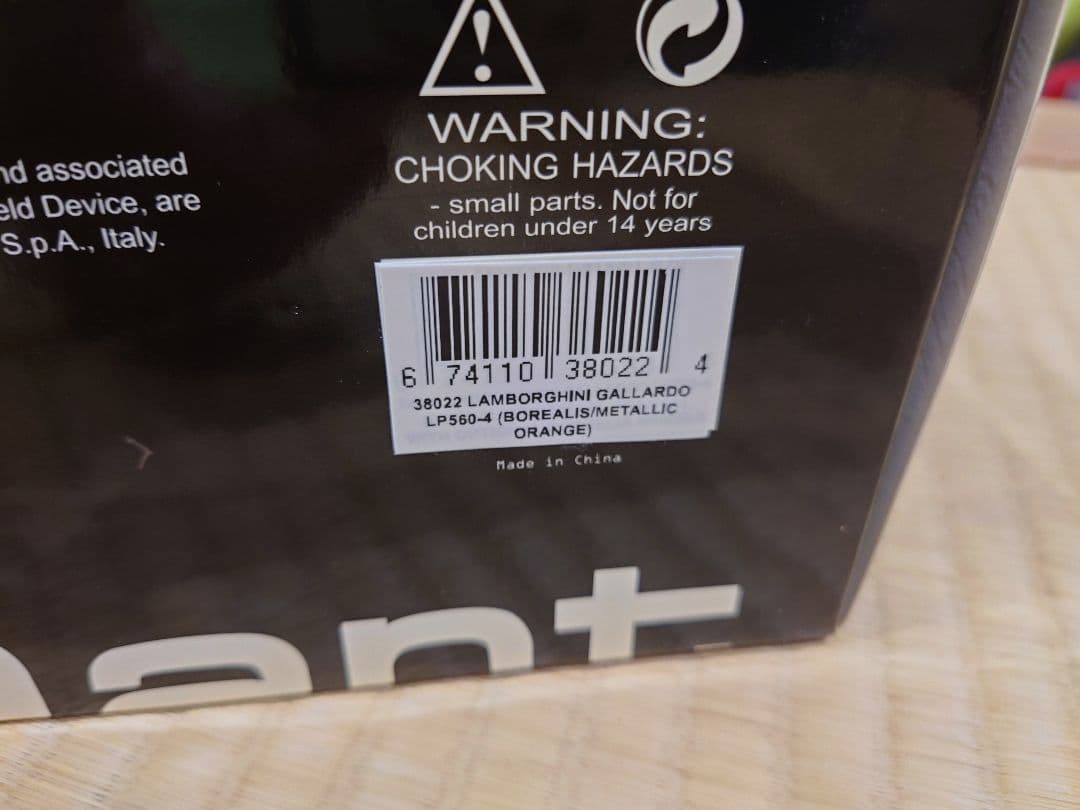 WARNING:
CHOKING HAZARDS
- small parts. Not for
children under 14 years
nd associated
eld Device, are
S.p.A., Italy.
6 74110 38022 4
38022 LAMBORGHINI GALLARDO
LP560-4 (BOREALIS/METALLIC
ORANGE)
Made in China
ant